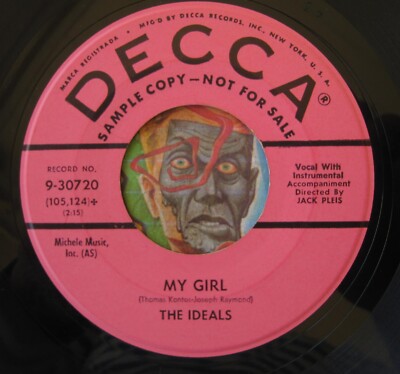 MARCA REGISTRADA • MFG'D BY DECCA RECORDS, INC., NEW YORK, U. S. A.
DECCA®
SAMPLE COPY—NOT FOR SALE
RECORD NO.
9-30720
(105,124)+
(2:15)
Michele Music,
Inc. (AS)
Vocal With
Instrumental
Accompaniment
Directed By
JACK PLEIS
MY GIRL
(Thomas Kantos-Joseph Raymond)
THE IDEALS